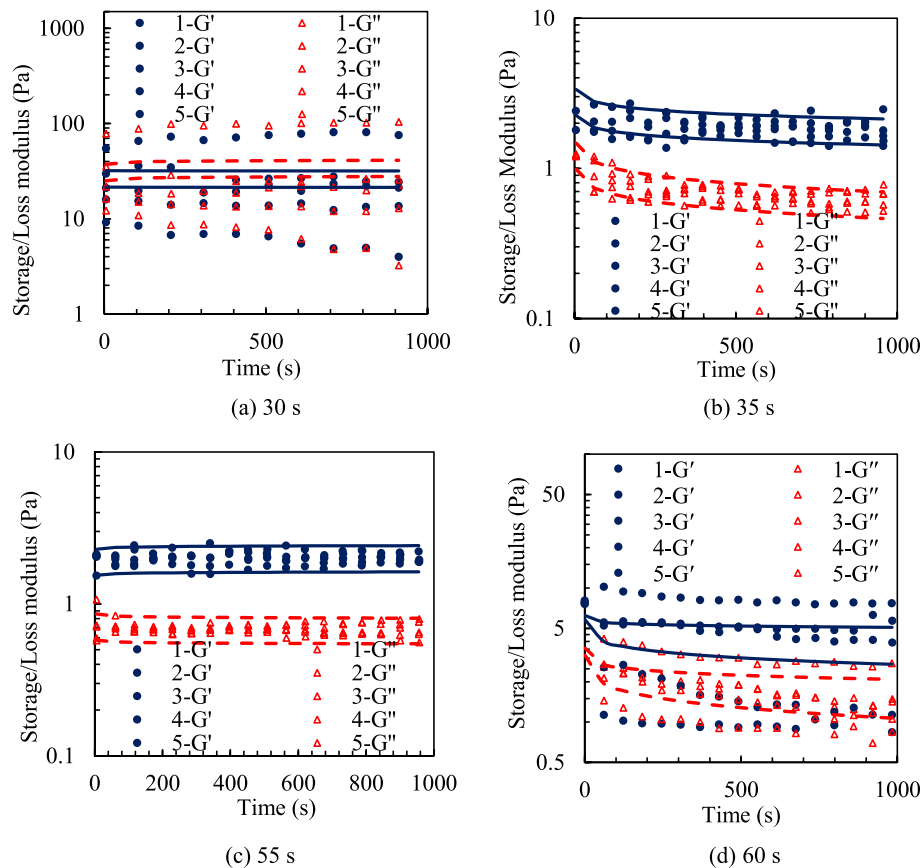 Storage/Loss modulus (Pa)
1000
100
10
1
1-G' 1-G"
2-G' 2-G"
3-G' 3-G"
4-G' 4-G"
5-G' 5-G"
0 500 1000
Time (s)
(a) 30 s
Storage/Loss Modulus (Pa)
10
1
0.1
1-G' 1-G"
2-G' 2-G"
3-G' 3-G"
4-G' 4-G"
5-G' 5-G"
0 500 1000
Time (s)
(b) 35 s
Storage/Loss modulus (Pa)
10
1
0.1
1-G' 1-G"
2-G' 2-G"
3-G' 3-G"
4-G' 4-G"
5-G' 5-G"
0 200 400 600 800 1000
Time (s)
(c) 55 s
Storage/Loss modulus (Pa)
50
5
0.5
1-G′ 1-G″
2-G′ 2-G″
3-G′ 3-G″
4-G′ 4-G″
5-G′ 5-G″
0 500 1000
Time (s)
(d) 60 s